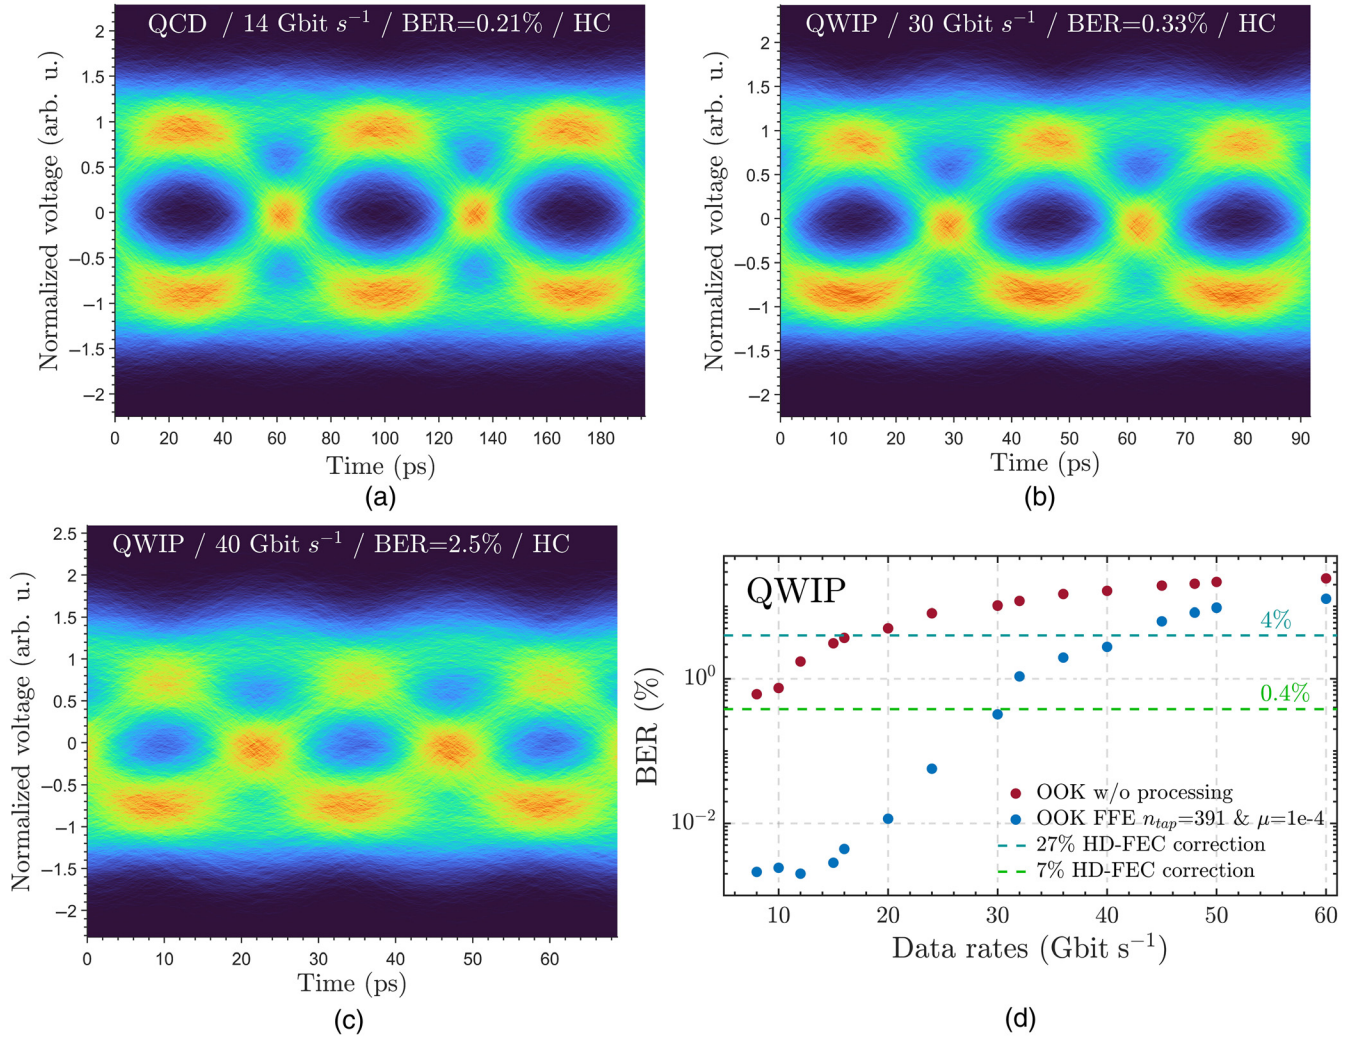 QCD / 14 Gbit s⁻¹ / BER=0.21% / HC
Normalized voltage (arb. u.)
2
1.5
1
0.5
0
−0.5
−1
−1.5
−2
0 20 40 60 80 100 120 140 160 180
Time (ps)
(a)
QWIP / 30 Gbit s⁻¹ / BER=0.33% / HC
Normalized voltage (arb. u.)
2
1.5
1
0.5
0
−0.5
−1
−1.5
−2
0 10 20 30 40 50 60 70 80 90
Time (ps)
(b)
QWIP / 40 Gbit s⁻¹ / BER=2.5% / HC
Normalized voltage (arb. u.)
2.5
2
1.5
1
0.5
0
−0.5
−1
−1.5
−2
0 10 20 30 40 50 60
Time (ps)
(c)
QWIP
BER (%)
10⁰
10⁻²
4%
0.4%
OOK w/o processing
OOK FFE nₜₐₚ=391 & μ=1e-4
27% HD-FEC correction
7% HD-FEC correction
10 20 30 40 50 60
Data rates (Gbit s⁻¹)
(d)